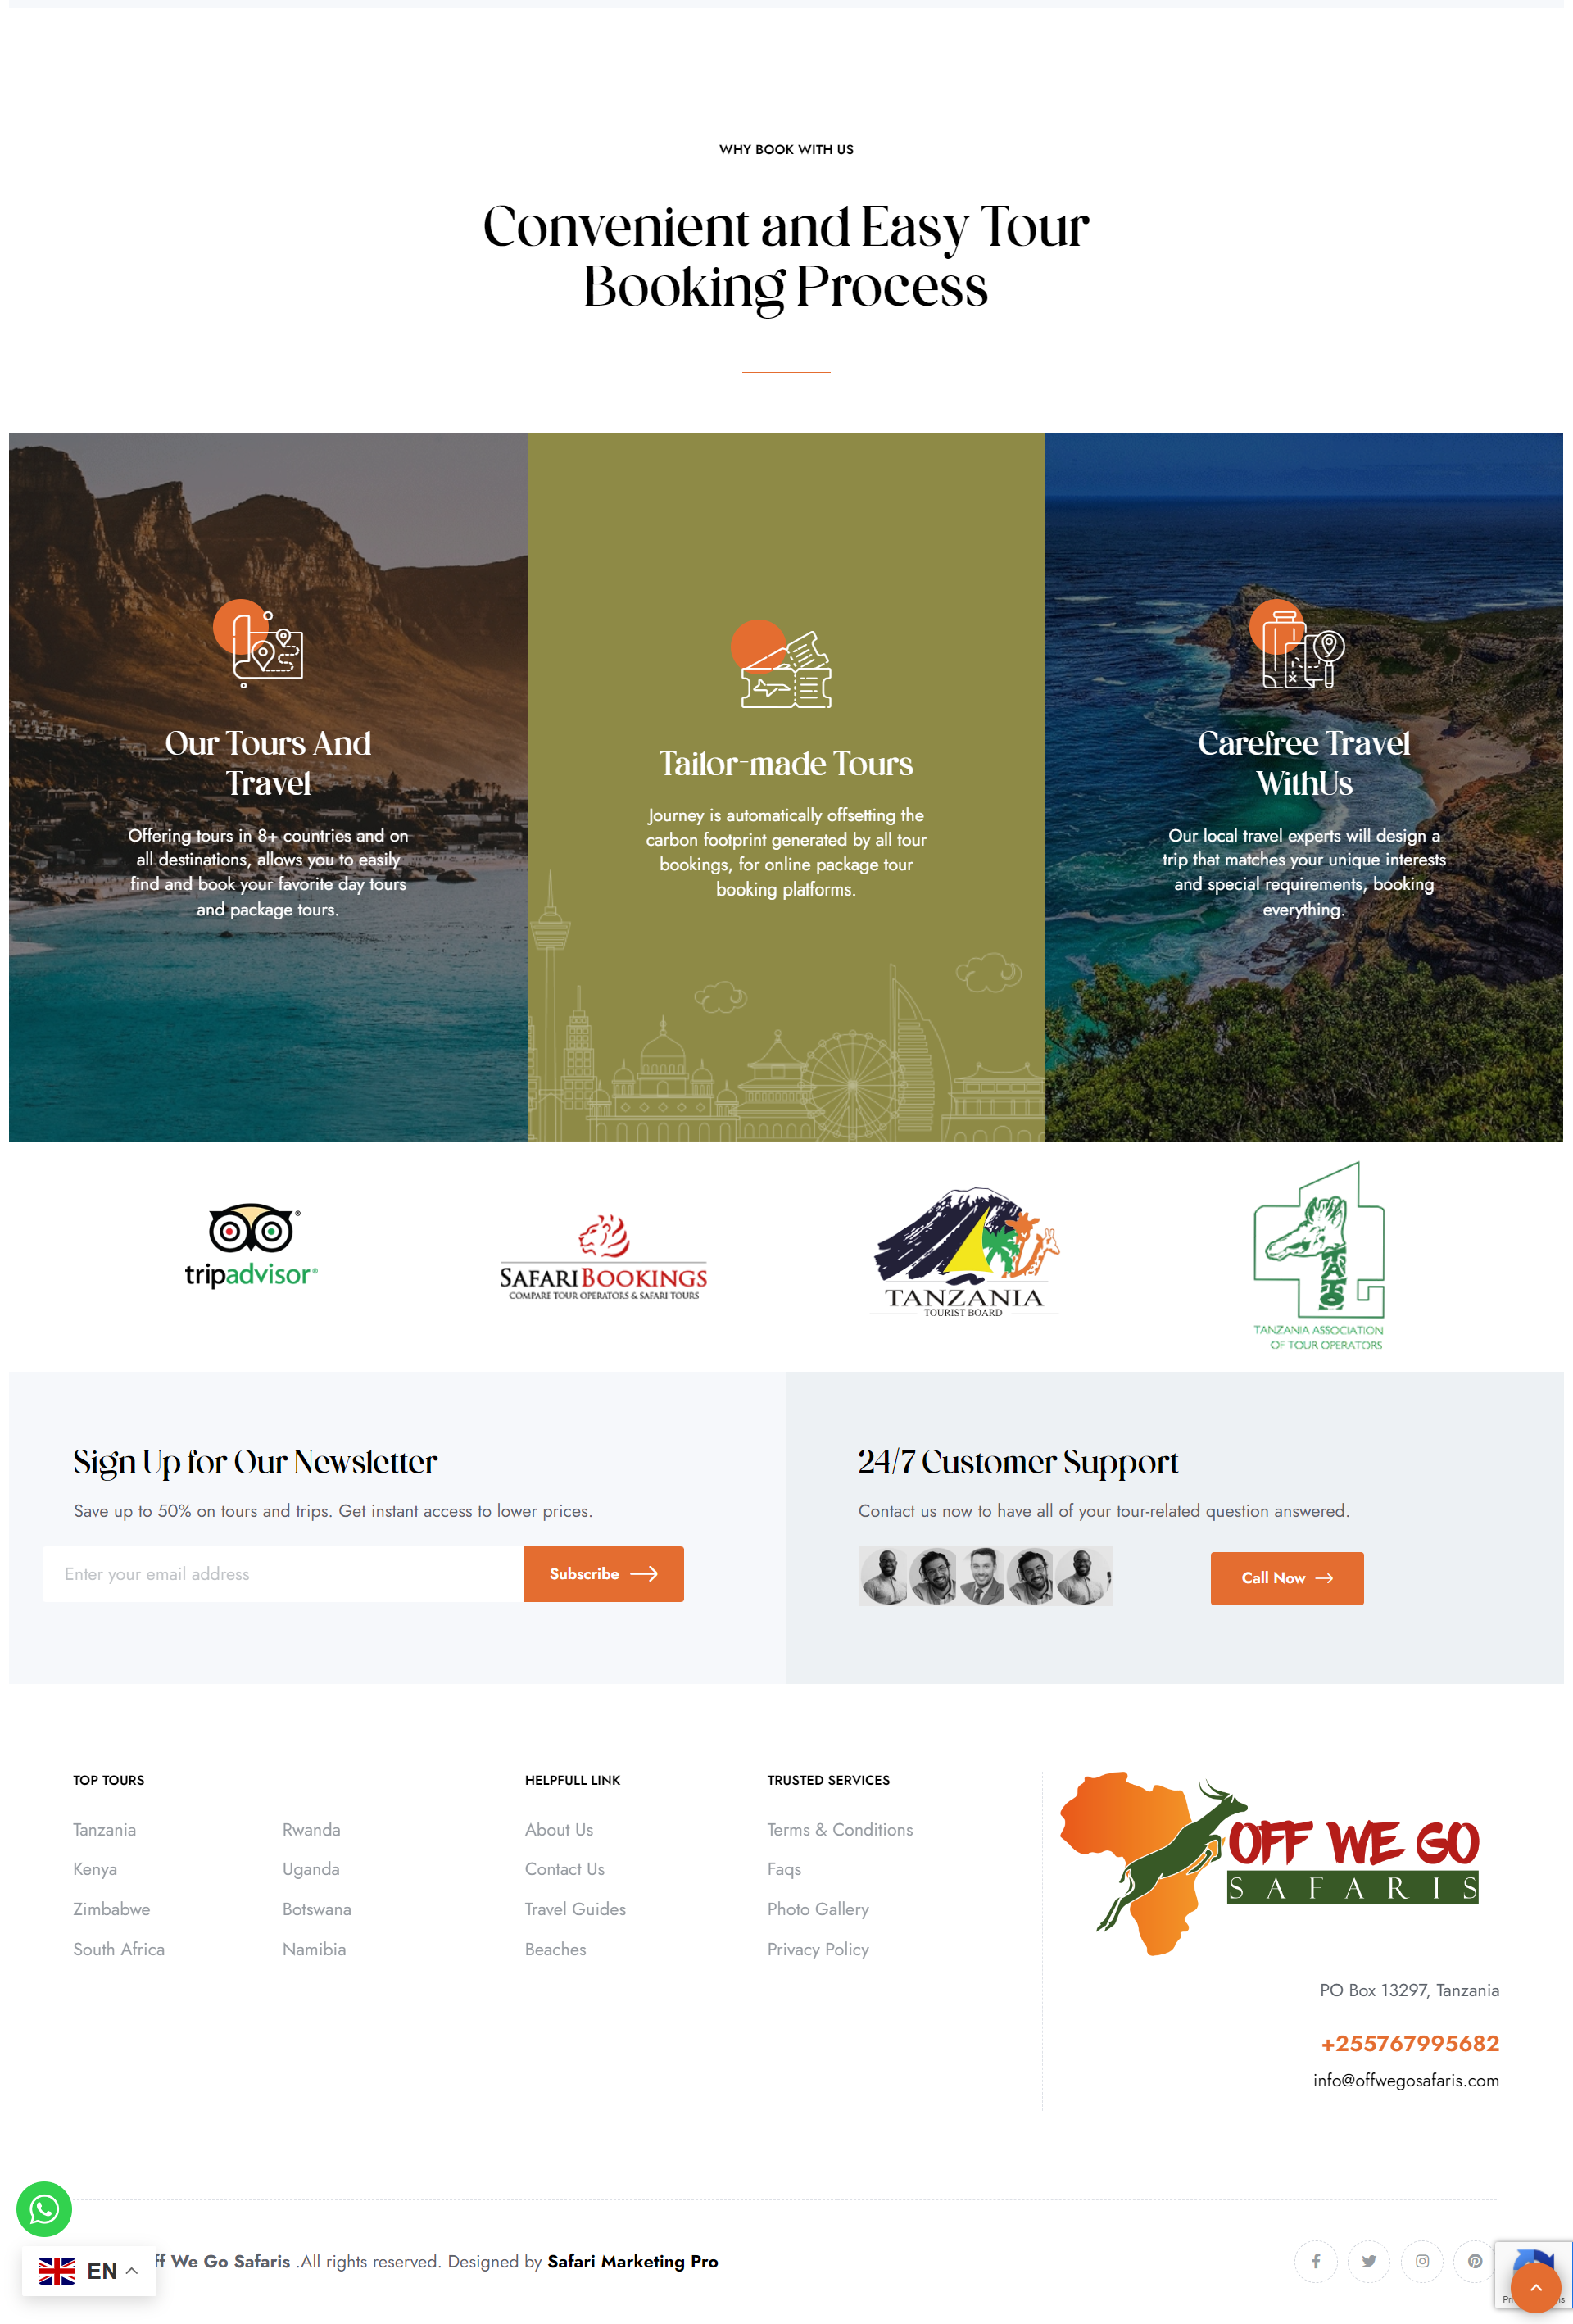 WHY BOOK WITH US
Convenient and Easy Tour
Booking Process
Our Tours And
Travel
Offering tours in 8+ countries and on
all destinations, allows you to easily
find and book your favorite day tours
and package tours.
Tailor-made Tours
Journey is automatically offsetting the
carbon footprint generated by all tour
bookings, for online package tour
booking platforms.
Carefree Travel
WithUs
Our local travel experts will design a
trip that matches your unique interests
and special requirements, booking
everything.
tripadvisor®
SAFARIBOOKINGS
COMPARE TOUR OPERATORS & SAFARI TOURS
TANZANIA
TOURIST BOARD
TATO
TANZANIA ASSOCIATION
OF TOUR OPERATORS
Sign Up for Our Newsletter
Save up to 50% on tours and trips. Get instant access to lower prices.
Enter your email address
Subscribe
24/7 Customer Support
Contact us now to have all of your tour-related question answered.
Call Now
TOP TOURS
Tanzania
Kenya
Zimbabwe
South Africa
Rwanda
Uganda
Botswana
Namibia
HELPFULL LINK
About Us
Contact Us
Travel Guides
Beaches
TRUSTED SERVICES
Terms & Conditions
Faqs
Photo Gallery
Privacy Policy
OFF WE GO
SAFARIS
PO Box 13297, Tanzania
+255767995682
info@offwegosafaris.com
EN
ff We Go Safaris .All rights reserved. Designed by Safari Marketing Pro